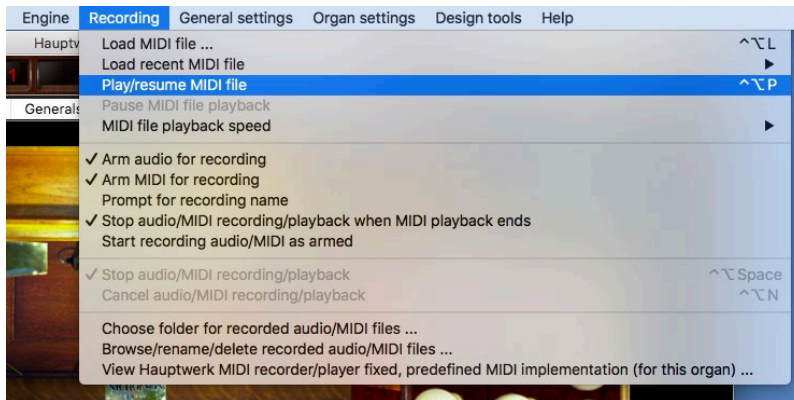 Engine Recording General settings Organ settings Design tools Help
Hauptw
Load MIDI file ... ^⌥L
Load recent MIDI file ▶
1
Play/resume MIDI file ^⌥P
Generals
Pause MIDI file playback
MIDI file playback speed ▶
✓ Arm audio for recording
✓ Arm MIDI for recording
Prompt for recording name
✓ Stop audio/MIDI recording/playback when MIDI playback ends
Start recording audio/MIDI as armed
✓ Stop audio/MIDI recording/playback ^⌥Space
Cancel audio/MIDI recording/playback ^⌥N
Choose folder for recorded audio/MIDI files ...
Browse/rename/delete recorded audio/MIDI files ...
View Hauptwerk MIDI recorder/player fixed, predefined MIDI implementation (for this organ) ...